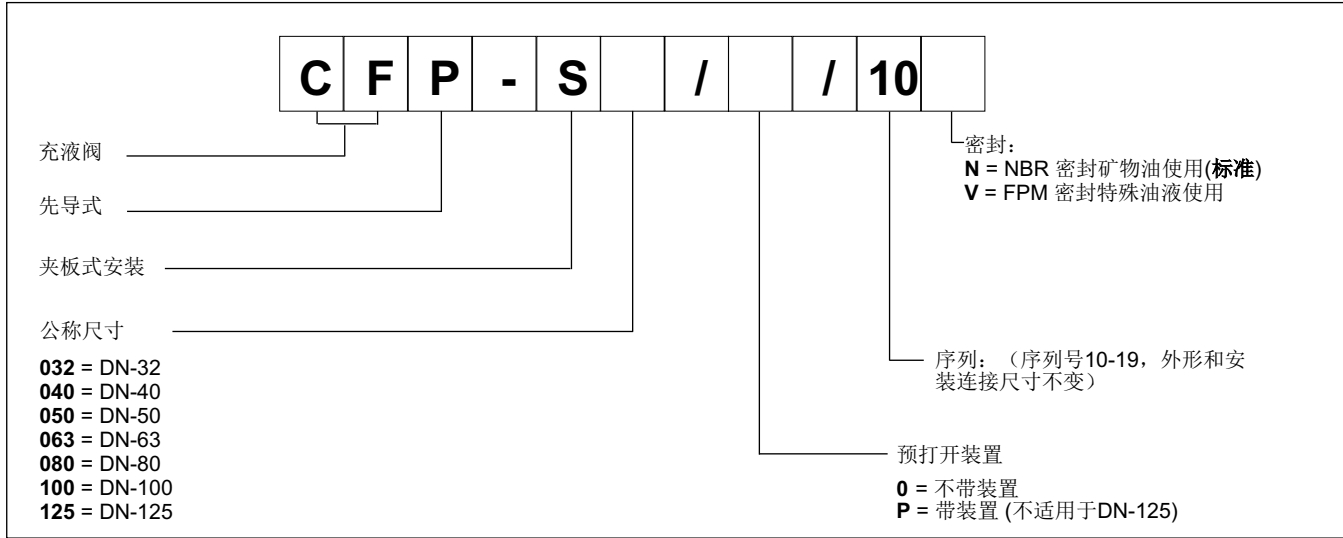 C F P - S / / 10
充液阀
先导式
夹板式安装
公称尺寸
032 = DN-32
040 = DN-40
050 = DN-50
063 = DN-63
080 = DN-80
100 = DN-100
125 = DN-125
密封：
N = NBR 密封矿物油使用(标准)
V = FPM 密封特殊油液使用
序列：（序列号10-19，外形和安
装连接尺寸不变）
预打开装置
0 = 不带装置
P = 带装置 (不适用于DN-125)